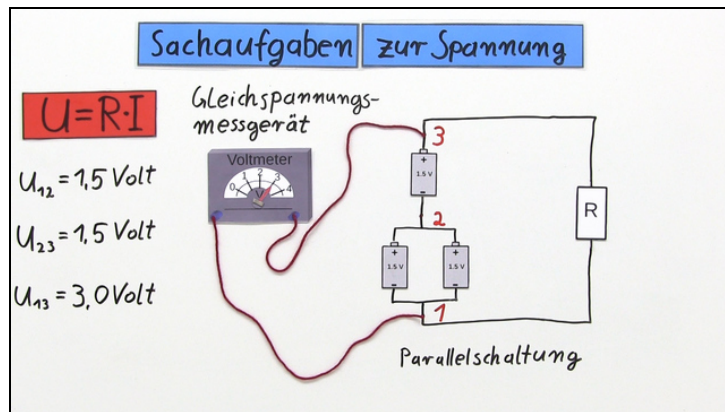 Sachaufgaben zur Spannung
U=R·I
Gleichspannungs-
messgerät
Voltmeter
0 1 2 3 4
V
U₁₂ = 1,5 Volt
U₂₃ = 1,5 Volt
U₁₃ = 3,0 Volt
3
+
1.5 V
-
2
+ +
1.5 V 1.5 V
- -
1
R
Parallelschaltung